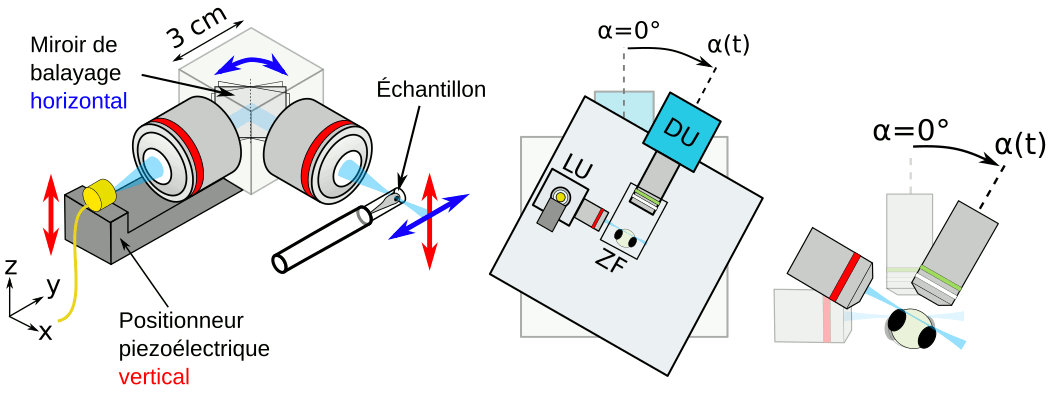 3 cm
Miroir de
balayage
horizontal
Échantillon
z
y
x
Positionneur
piezoélectrique
vertical
α=0°
α(t)
DU
LU
ZF
α=0°
α(t)